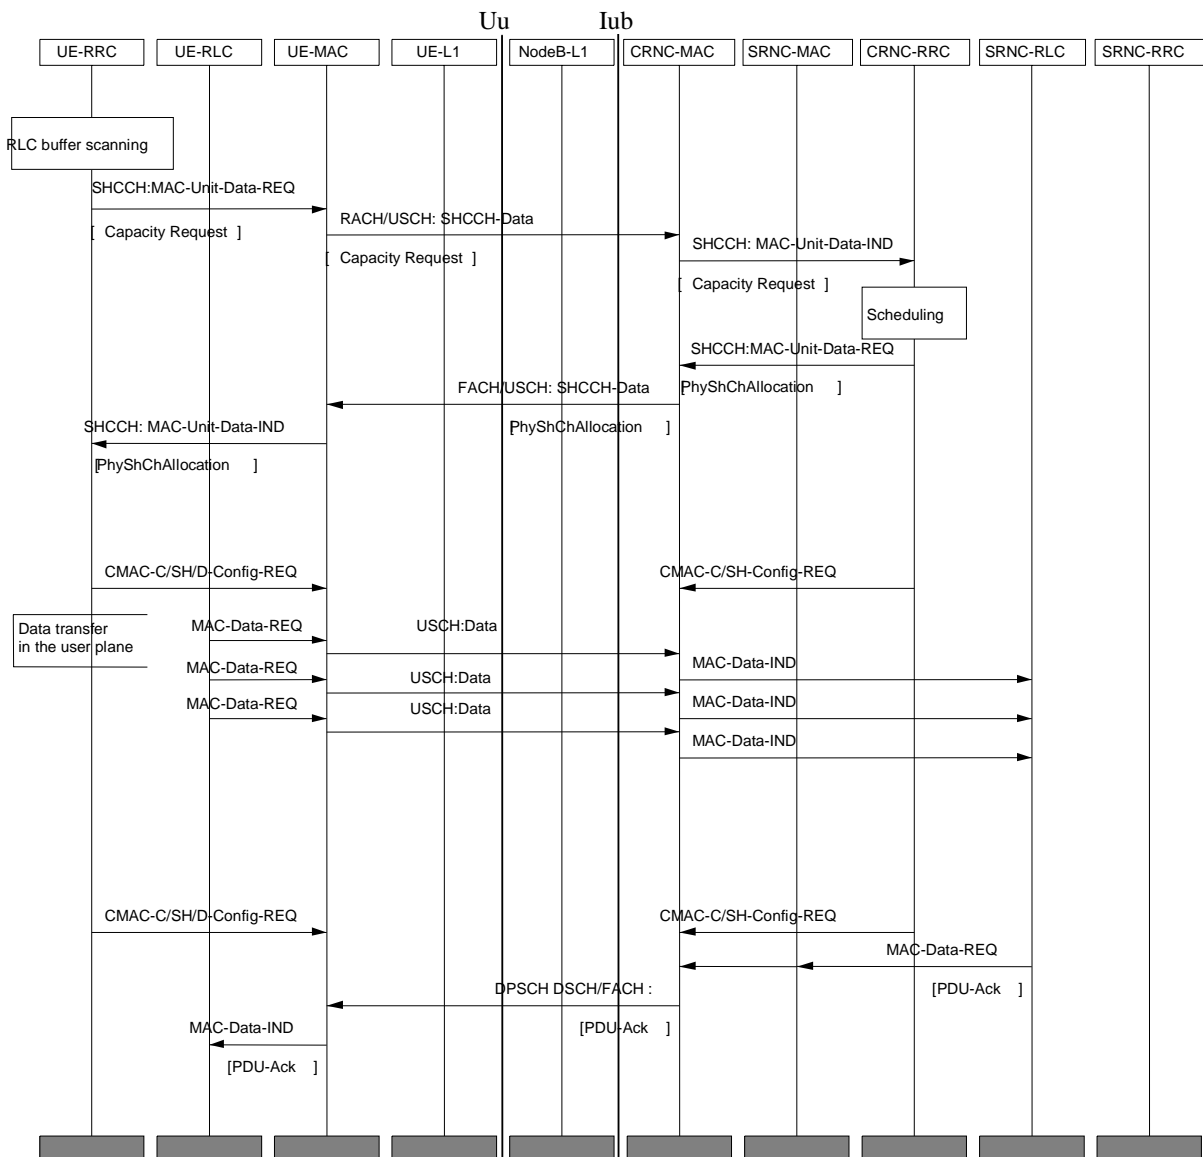 Uu Iub
UE-RRC UE-RLC UE-MAC UE-L1 NodeB-L1 CRNC-MAC SRNC-MAC CRNC-RRC SRNC-RLC SRNC-RRC
RLC buffer scanning
SHCCH:MAC-Unit-Data-REQ
[ Capacity Request ]
RACH/USCH: SHCCH-Data
[ Capacity Request ]
SHCCH: MAC-Unit-Data-IND
[ Capacity Request ]
Scheduling
SHCCH:MAC-Unit-Data-REQ
[PhyShChAllocation ]
FACH/USCH: SHCCH-Data
[PhyShChAllocation ]
SHCCH: MAC-Unit-Data-IND
[PhyShChAllocation ]
CMAC-C/SH/D-Config-REQ CMAC-C/SH-Config-REQ
Data transfer
in the user plane
MAC-Data-REQ USCH:Data
MAC-Data-IND
MAC-Data-REQ USCH:Data
MAC-Data-IND
MAC-Data-REQ USCH:Data
MAC-Data-IND
CMAC-C/SH/D-Config-REQ CMAC-C/SH-Config-REQ
MAC-Data-REQ
[PDU-Ack ]
DPSCH DSCH/FACH :
[PDU-Ack ]
MAC-Data-IND
[PDU-Ack ]